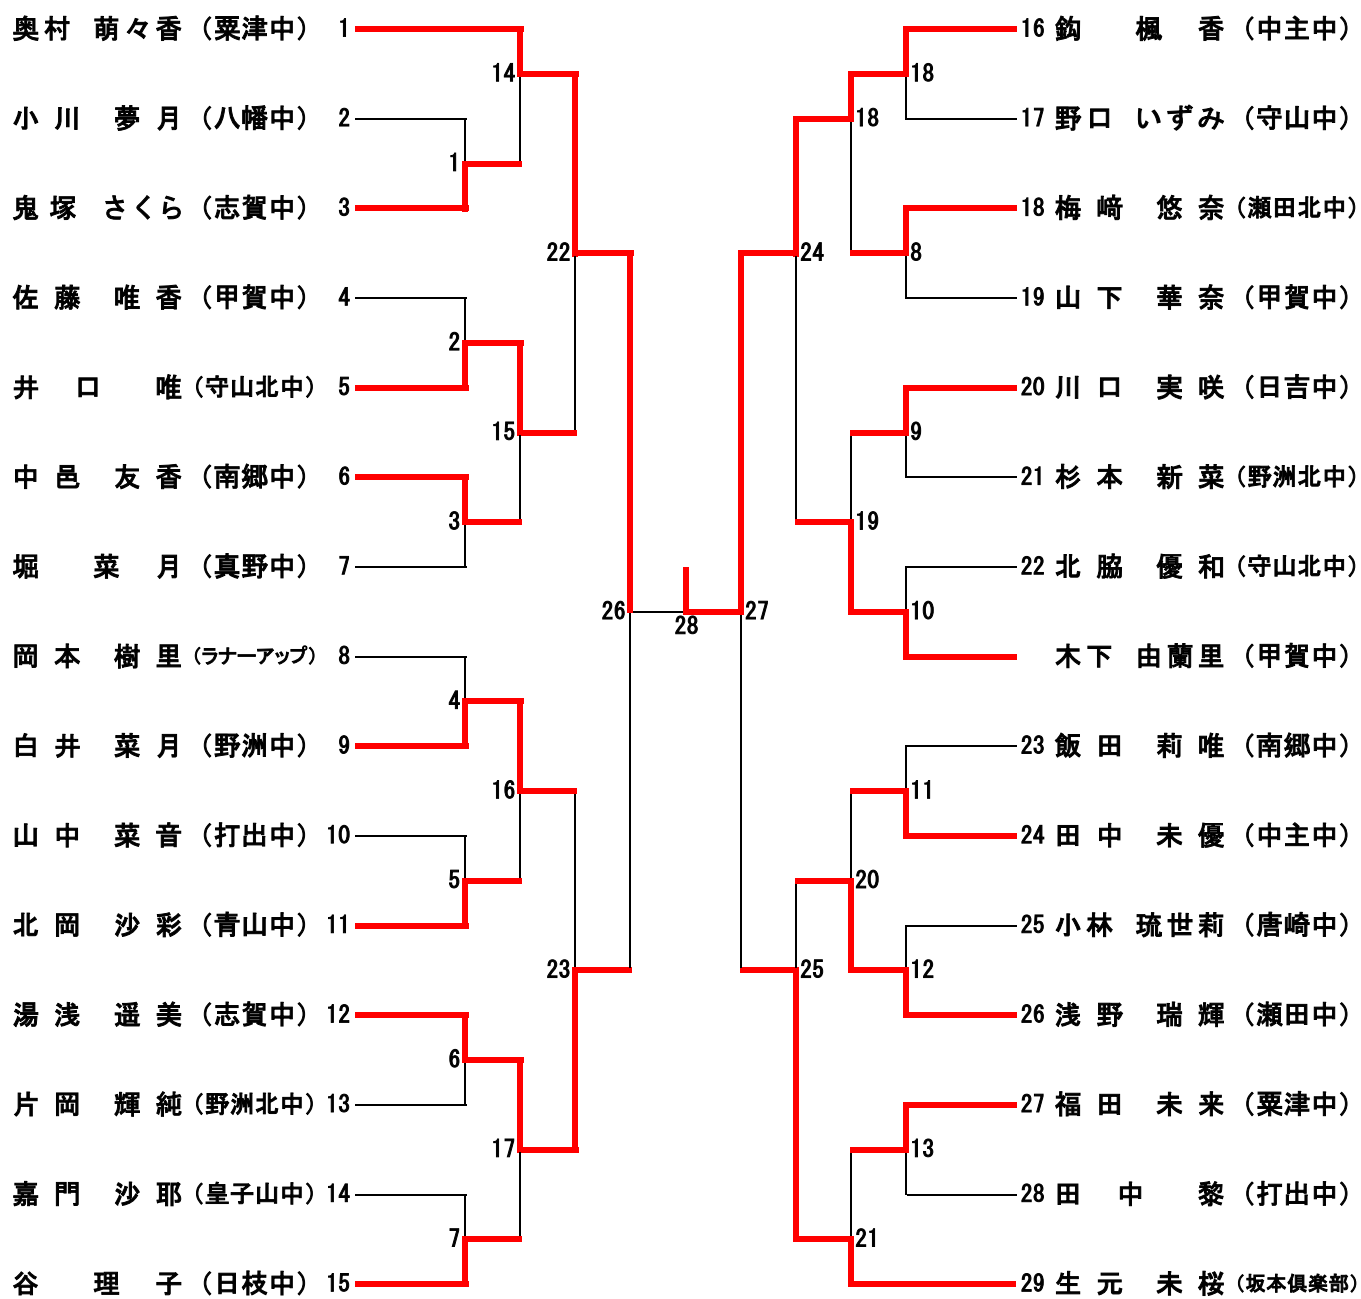 奥村 萌々香 (粟津中) 1
小川 夢月 (八幡中) 2
鬼塚 さくら (志賀中) 3
佐藤 唯香 (甲賀中) 4
井口 唯 (守山北中) 5
中邑 友香 (南郷中) 6
堀 菜月 (真野中) 7
岡本 樹里 (ラナーアップ) 8
白井 菜月 (野洲中) 9
山中 菜音 (打出中) 10
北岡 沙彩 (青山中) 11
湯浅 遥美 (志賀中) 12
片岡 輝純 (野洲北中) 13
嘉門 沙耶 (皇子山中) 14
谷 理子 (日枝中) 15
14
1
22
2
15
3
26
4
16
5
23
6
17
7
28
16 鈎 楓香 (中主中)
17 野口 いずみ (守山中)
18 梅﨑 悠奈 (瀬田北中)
19 山下 華奈 (甲賀中)
20 川口 実咲 (日吉中)
21 杉本 新菜 (野洲北中)
22 北脇 優和 (守山北中)
木下 由蘭里 (甲賀中)
23 飯田 莉唯 (南郷中)
24 田中 未優 (中主中)
25 小林 琉世莉 (唐崎中)
26 浅野 瑞輝 (瀬田中)
27 福田 未来 (粟津中)
28 田中 黎 (打出中)
29 生元 未桜 (坂本倶楽部)
18
18
24
8
9
19
10
27
11
20
12
25
13
21